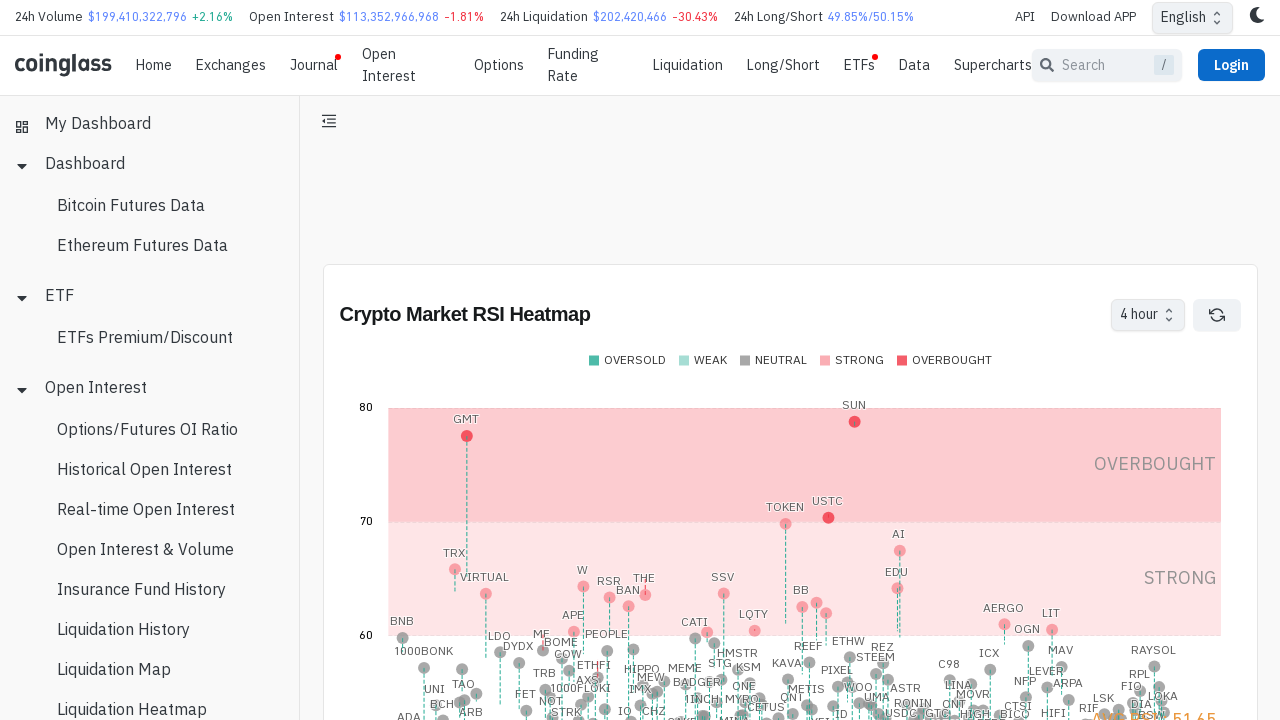 24h Volume $199,410,322,796 +2.16% Open Interest $113,352,966,968 -1.81% 24h Liquidation $202,420,466 -30.43% 24h Long/Short 49.85%/50.15% API Download APP English
coinglass Home Exchanges Journal Open Interest Options Funding Rate Liquidation Long/Short ETFs Data Supercharts Search / Login
My Dashboard
Dashboard
Bitcoin Futures Data
Ethereum Futures Data
ETF
ETFs Premium/Discount
Open Interest
Options/Futures OI Ratio
Historical Open Interest
Real-time Open Interest
Open Interest & Volume
Insurance Fund History
Liquidation History
Liquidation Map
Liquidation Heatmap
Crypto Market RSI Heatmap 4 hour
OVERSOLD WEAK NEUTRAL STRONG OVERBOUGHT
80
SUN
GMT
OVERBOUGHT
TOKEN USTC
70
AI
TRX
VIRTUAL W RSR THE SSV EDU
STRONG
BAN BB
BNB APE CATI LQTY AERGO LIT
60
LDO PEOPLE OGN
1000BONK DYDX BOME COW REEF ETHW REZ
HMSTR STEEM ICX MAV RAYSOL
TRB ETHFI HIPPO MEME STG KSM KAVA PIXEL C98 LEVER RPL
UNI TAO FET AXS 1000FLOKI MEW IMX BADGER ONE METIS WOO ASTR LINA NFP ARPA FIO
BCH NOT 1INCH MYRO ONT UMA RONIN MOVR LSK LOKA
ADA ARB STRK IQ CHZ CETUS ID USDC GTC CNT HIGH CTSI BICO HIFI RIF DIA BSW
51.65